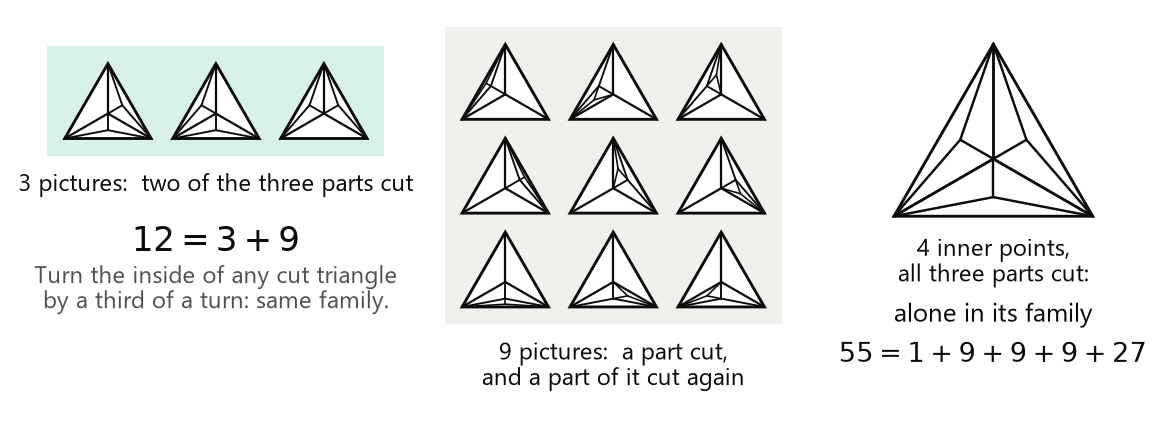 3 pictures:  two of the three parts cut
12 = 3 + 9
Turn the inside of any cut triangle
by a third of a turn: same family.
9 pictures:  a part cut,
and a part of it cut again
4 inner points,
all three parts cut:
alone in its family
55 = 1 + 9 + 9 + 9 + 27